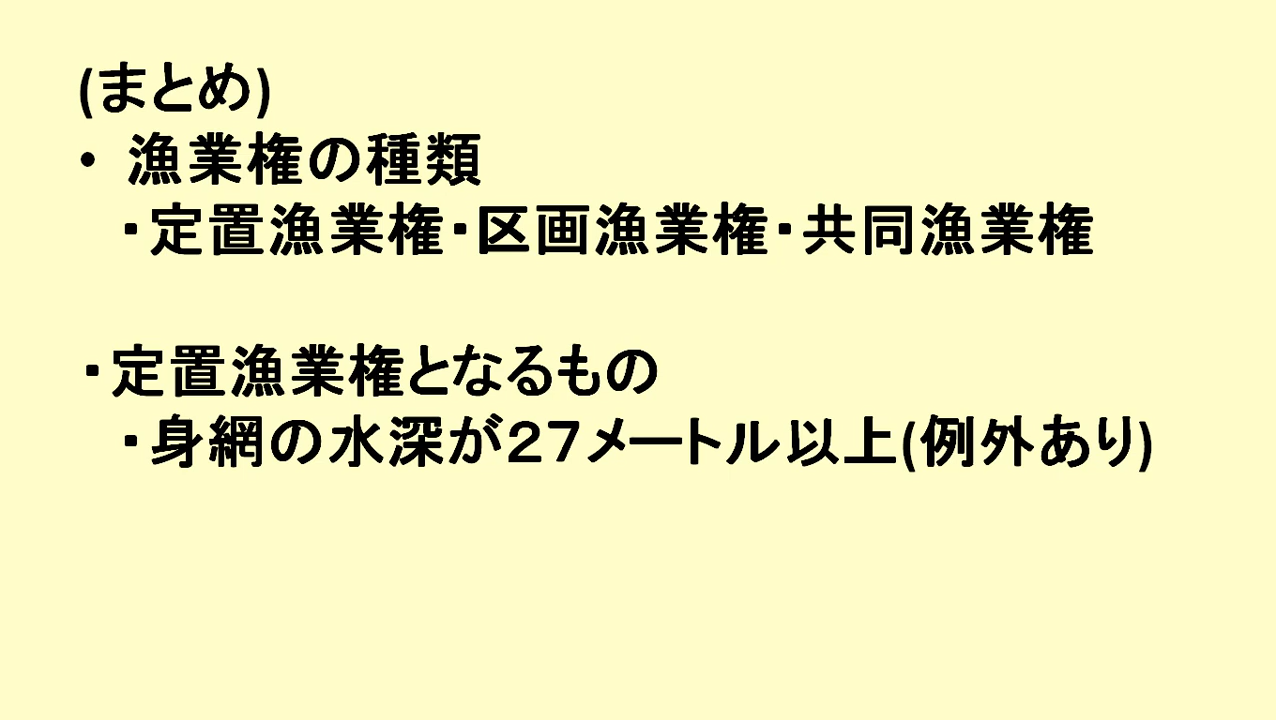 (まとめ)
• 漁業権の種類
・定置漁業権・区画漁業権・共同漁業権
・定置漁業権となるもの
・身網の水深が２７メートル以上(例外あり)